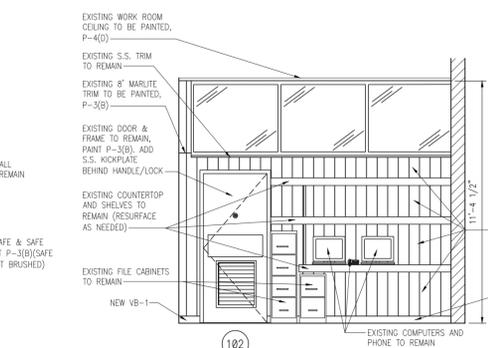 EXISTING WORK ROOM
CEILING TO BE PAINTED,
P-4(D)
EXISTING S.S. TRIM
TO REMAIN
EXISTING 8" MARLITE
TRIM TO BE PAINTED,
P-3(B)
EXISTING DOOR &
FRAME TO REMAIN,
PAINT P-3(B). ADD
S.S. KICKPLATE
BEHIND HANDLE/LOCK
ALL
REMAIN
EXISTING COUNTERTOP
AND SHELVES TO
REMAIN (RESURFACE
AS NEEDED)
AFE & SAFE
T P-3(B)(SAFE
T BRUSHED)
EXISTING FILE CABINETS
TO REMAIN
NEW VB-1
102
11'-4 1/2"
EXISTING COMPUTERS AND
PHONE TO REMAIN